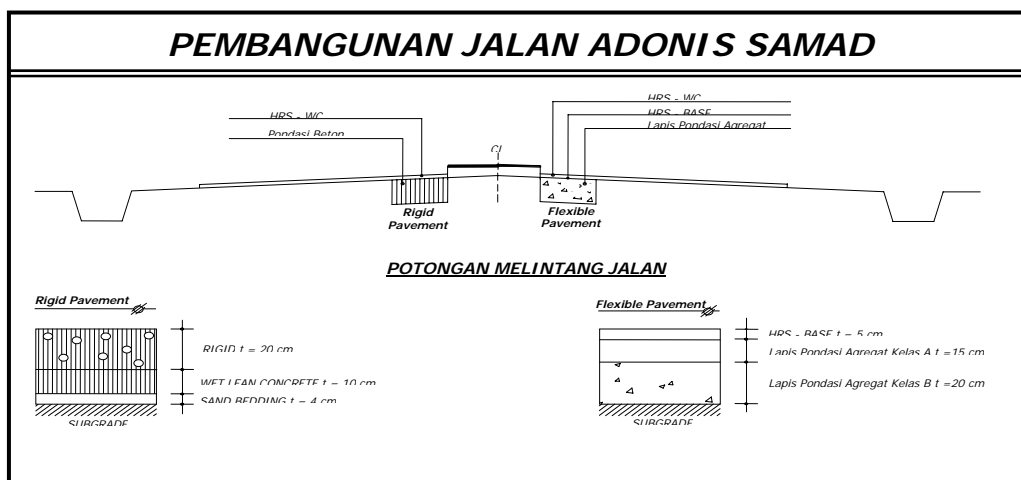 PEMBANGUNAN JALAN ADONIS SAMAD
HRS - WC
HRS - WC
HRS - BASE
Pondasi Beton
Lapis Pondasi Agregat
CL
Rigid
Pavement
Flexible
Pavement
POTONGAN MELINTANG JALAN
Rigid Pavement
RIGID t = 20 cm
WET LEAN CONCRETE t = 10 cm
SAND BEDDING t = 4 cm
SUBGRADE
Flexible Pavement
HRS - BASE t = 5 cm
Lapis Pondasi Agregat Kelas A t =15 cm
Lapis Pondasi Agregat Kelas B t =20 cm
SUBGRADE